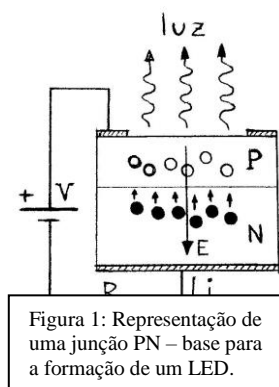 luz
+
V
P
N
E
Figura 1: Representação de
uma junção PN – base para
a formação de um LED.